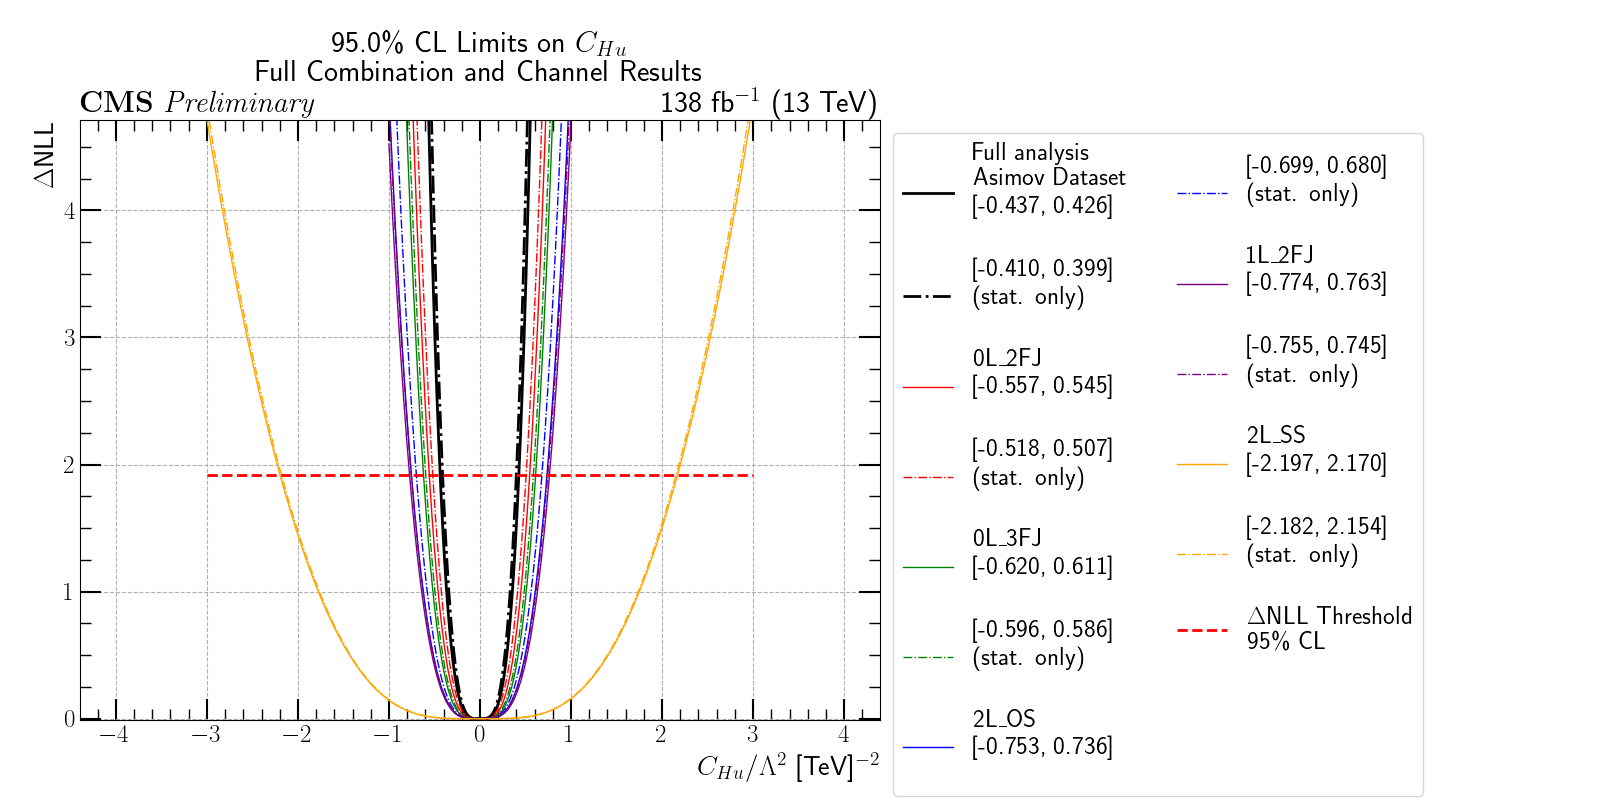 95.0% CL Limits on C_{Hu}
Full Combination and Channel Results
CMS Preliminary
138 fb⁻¹ (13 TeV)
ΔNLL
4
3
2
1
0
−4
−3
−2
−1
0
1
2
3
4
C_{Hu}/Λ² [TeV]⁻²
Full analysis
Asimov Dataset
[-0.437, 0.426]
[-0.410, 0.399]
(stat. only)
0L_2FJ
[-0.557, 0.545]
[-0.518, 0.507]
(stat. only)
0L_3FJ
[-0.620, 0.611]
[-0.596, 0.586]
(stat. only)
2L_OS
[-0.753, 0.736]
[-0.699, 0.680]
(stat. only)
1L_2FJ
[-0.774, 0.763]
[-0.755, 0.745]
(stat. only)
2L_SS
[-2.197, 2.170]
[-2.182, 2.154]
(stat. only)
ΔNLL Threshold
95% CL